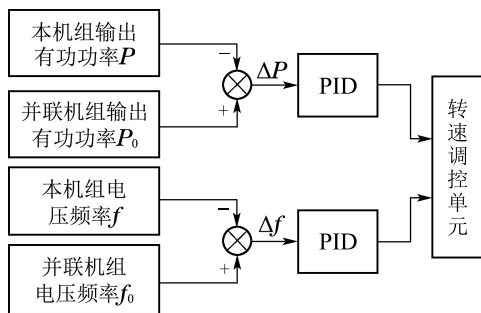 本机组输出
有功功率P
−
ΔP
PID
+
并联机组输出
有功功率P₀
转速调控单元
本机组电
压频率f
−
Δf
PID
+
并联机组
电压频率f₀